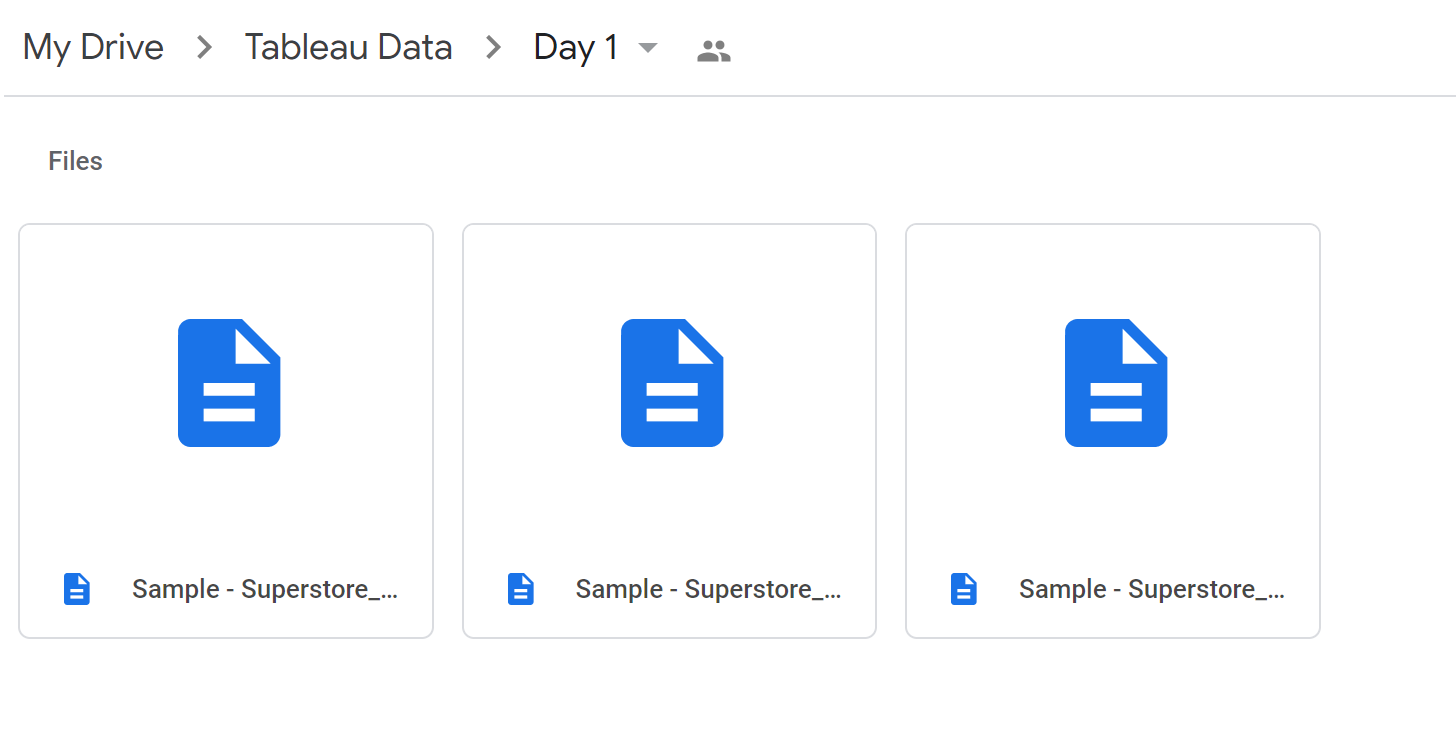 My Drive > Tableau Data > Day 1
Files
Sample - Superstore_...
Sample - Superstore_...
Sample - Superstore_...